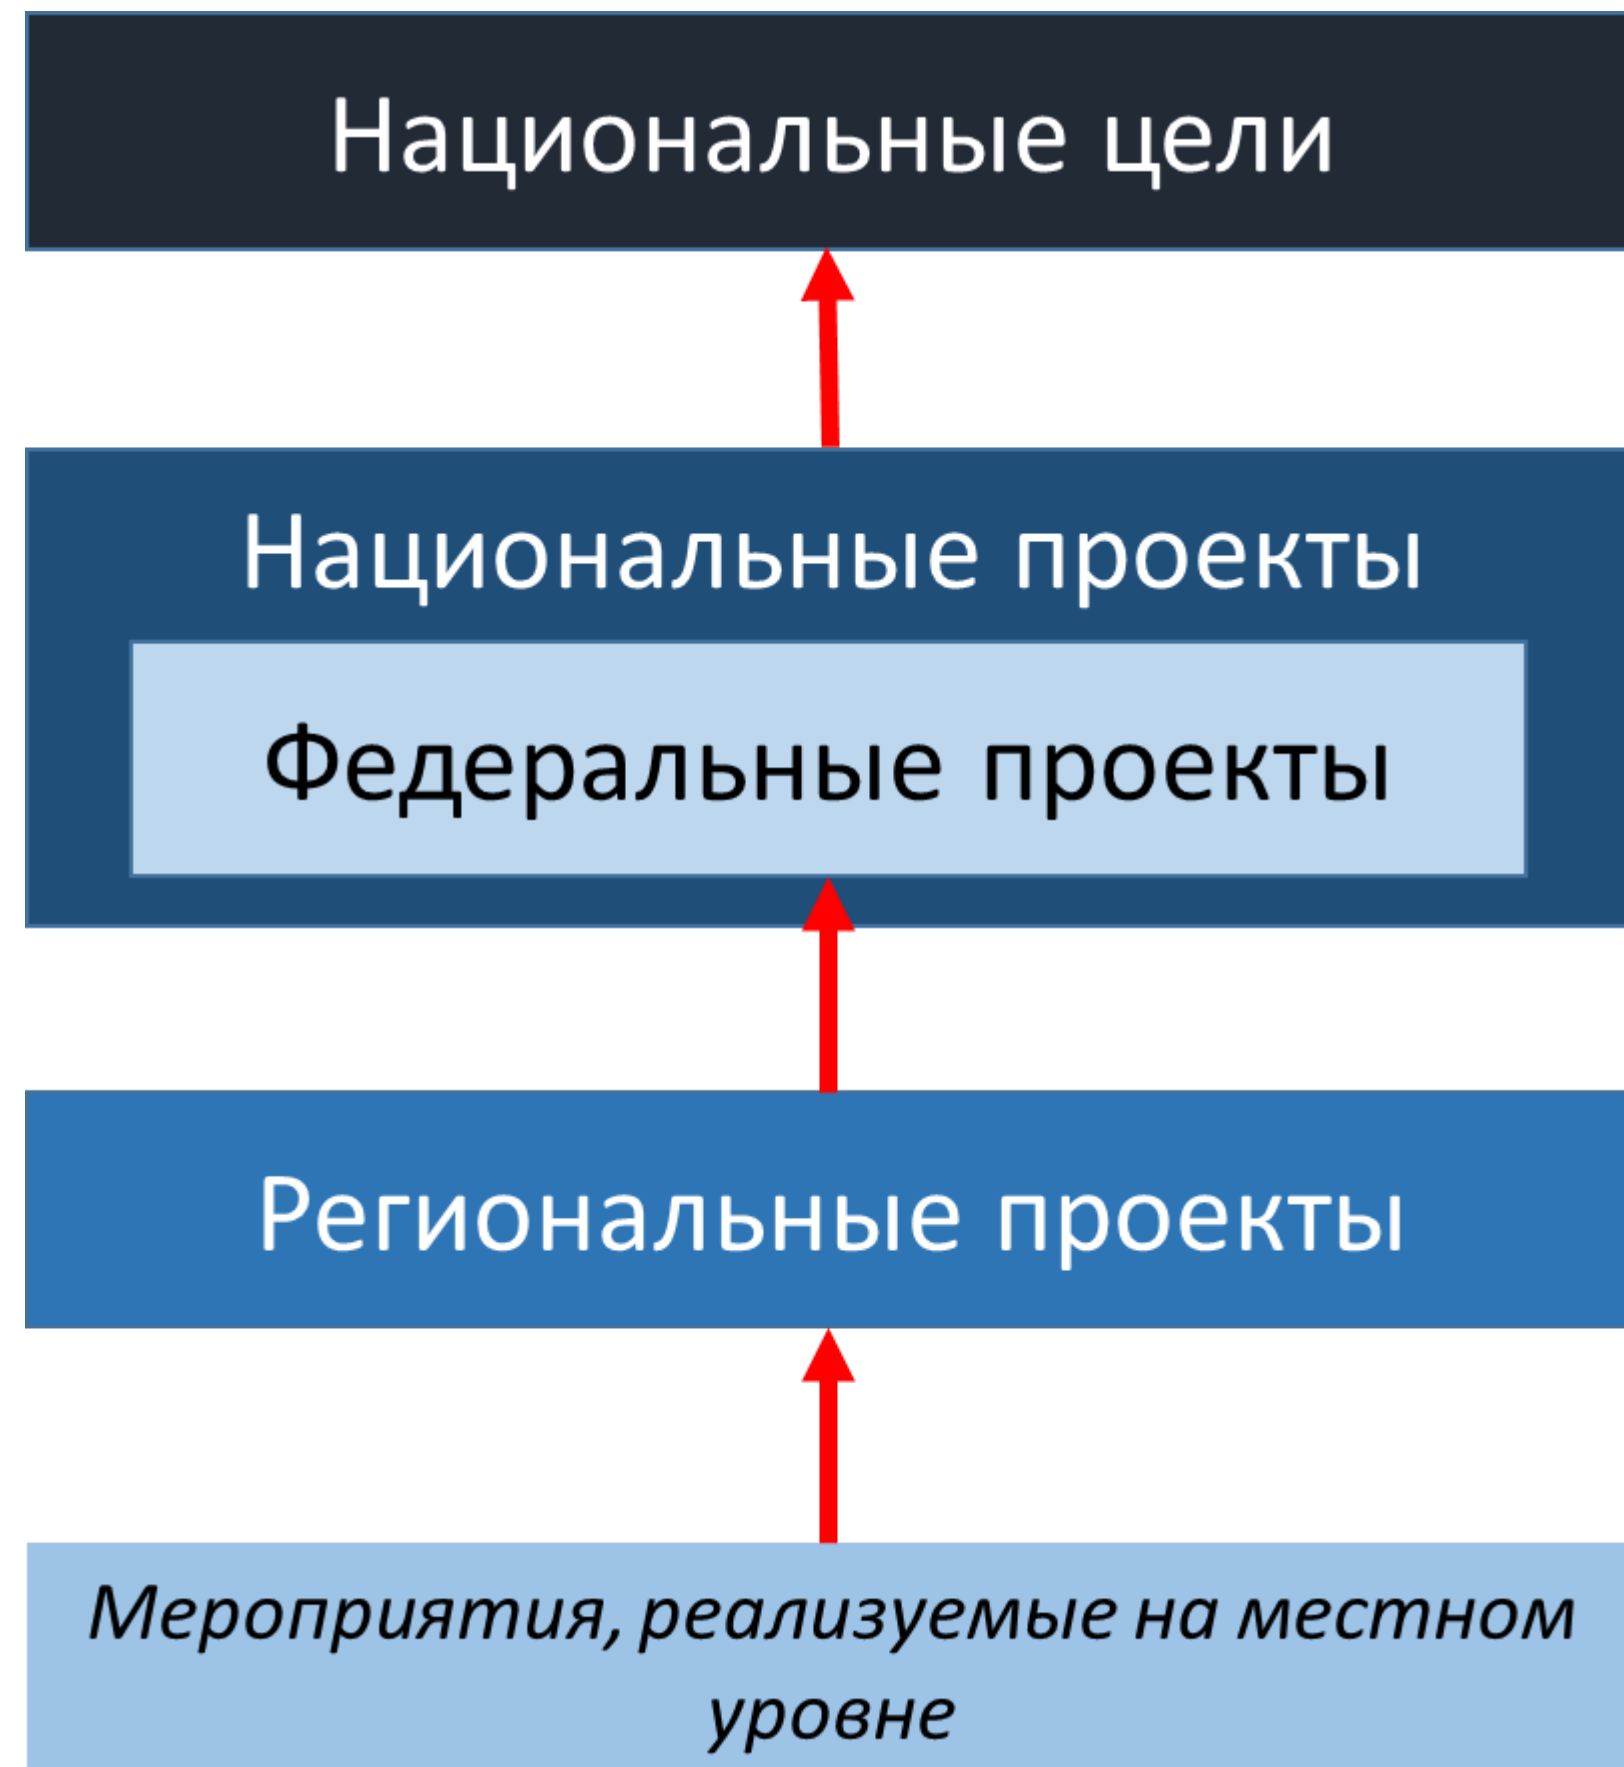 Национальные цели
Национальные проекты
Федеральные проекты
Региональные проекты
Мероприятия, реализуемые на местном
уровне